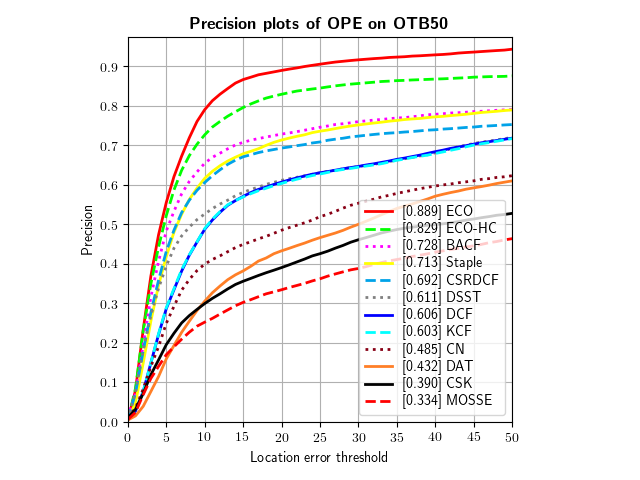 Precision plots of OPE on OTB50
Precision
0.9
0.8
0.7
0.6
0.5
0.4
0.3
0.2
0.1
0.0
[0.889] ECO
[0.829] ECO-HC
[0.728] BACF
[0.713] Staple
[0.692] CSRDCF
[0.611] DSST
[0.606] DCF
[0.603] KCF
[0.485] CN
[0.432] DAT
[0.390] CSK
[0.334] MOSSE
0 5 10 15 20 25 30 35 40 45 50
Location error threshold